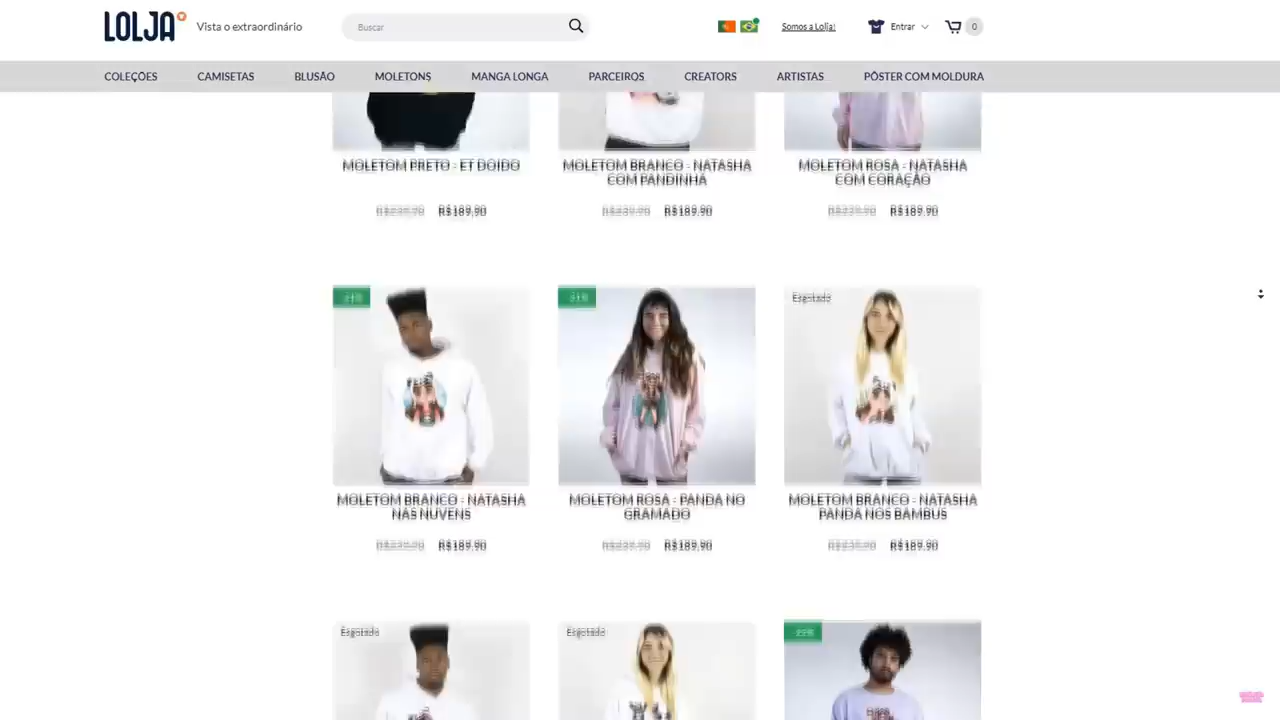 LOLJA
Vista o extraordinário
Buscar
Somos a Lolja!
Entrar
0
COLEÇÕES
CAMISETAS
BLUSÃO
MOLETONS
MANGA LONGA
PARCEIROS
CREATORS
ARTISTAS
PÔSTER COM MOLDURA
MOLETOM PRETO - ET DOIDO
R$189,90
MOLETOM BRANCO - NATASHA
COM PANDINHA
R$189,90
MOLETOM ROSA - NATASHA
COM CORAÇÃO
R$189,90
MOLETOM BRANCO - NATASHA
NAS NUVENS
R$189,90
MOLETOM ROSA - PANDA NO
GRAMADO
R$189,90
Esgotado
MOLETOM BRANCO - NATASHA
PANDA NOS BAMBUS
R$189,90
Esgotado
Esgotado